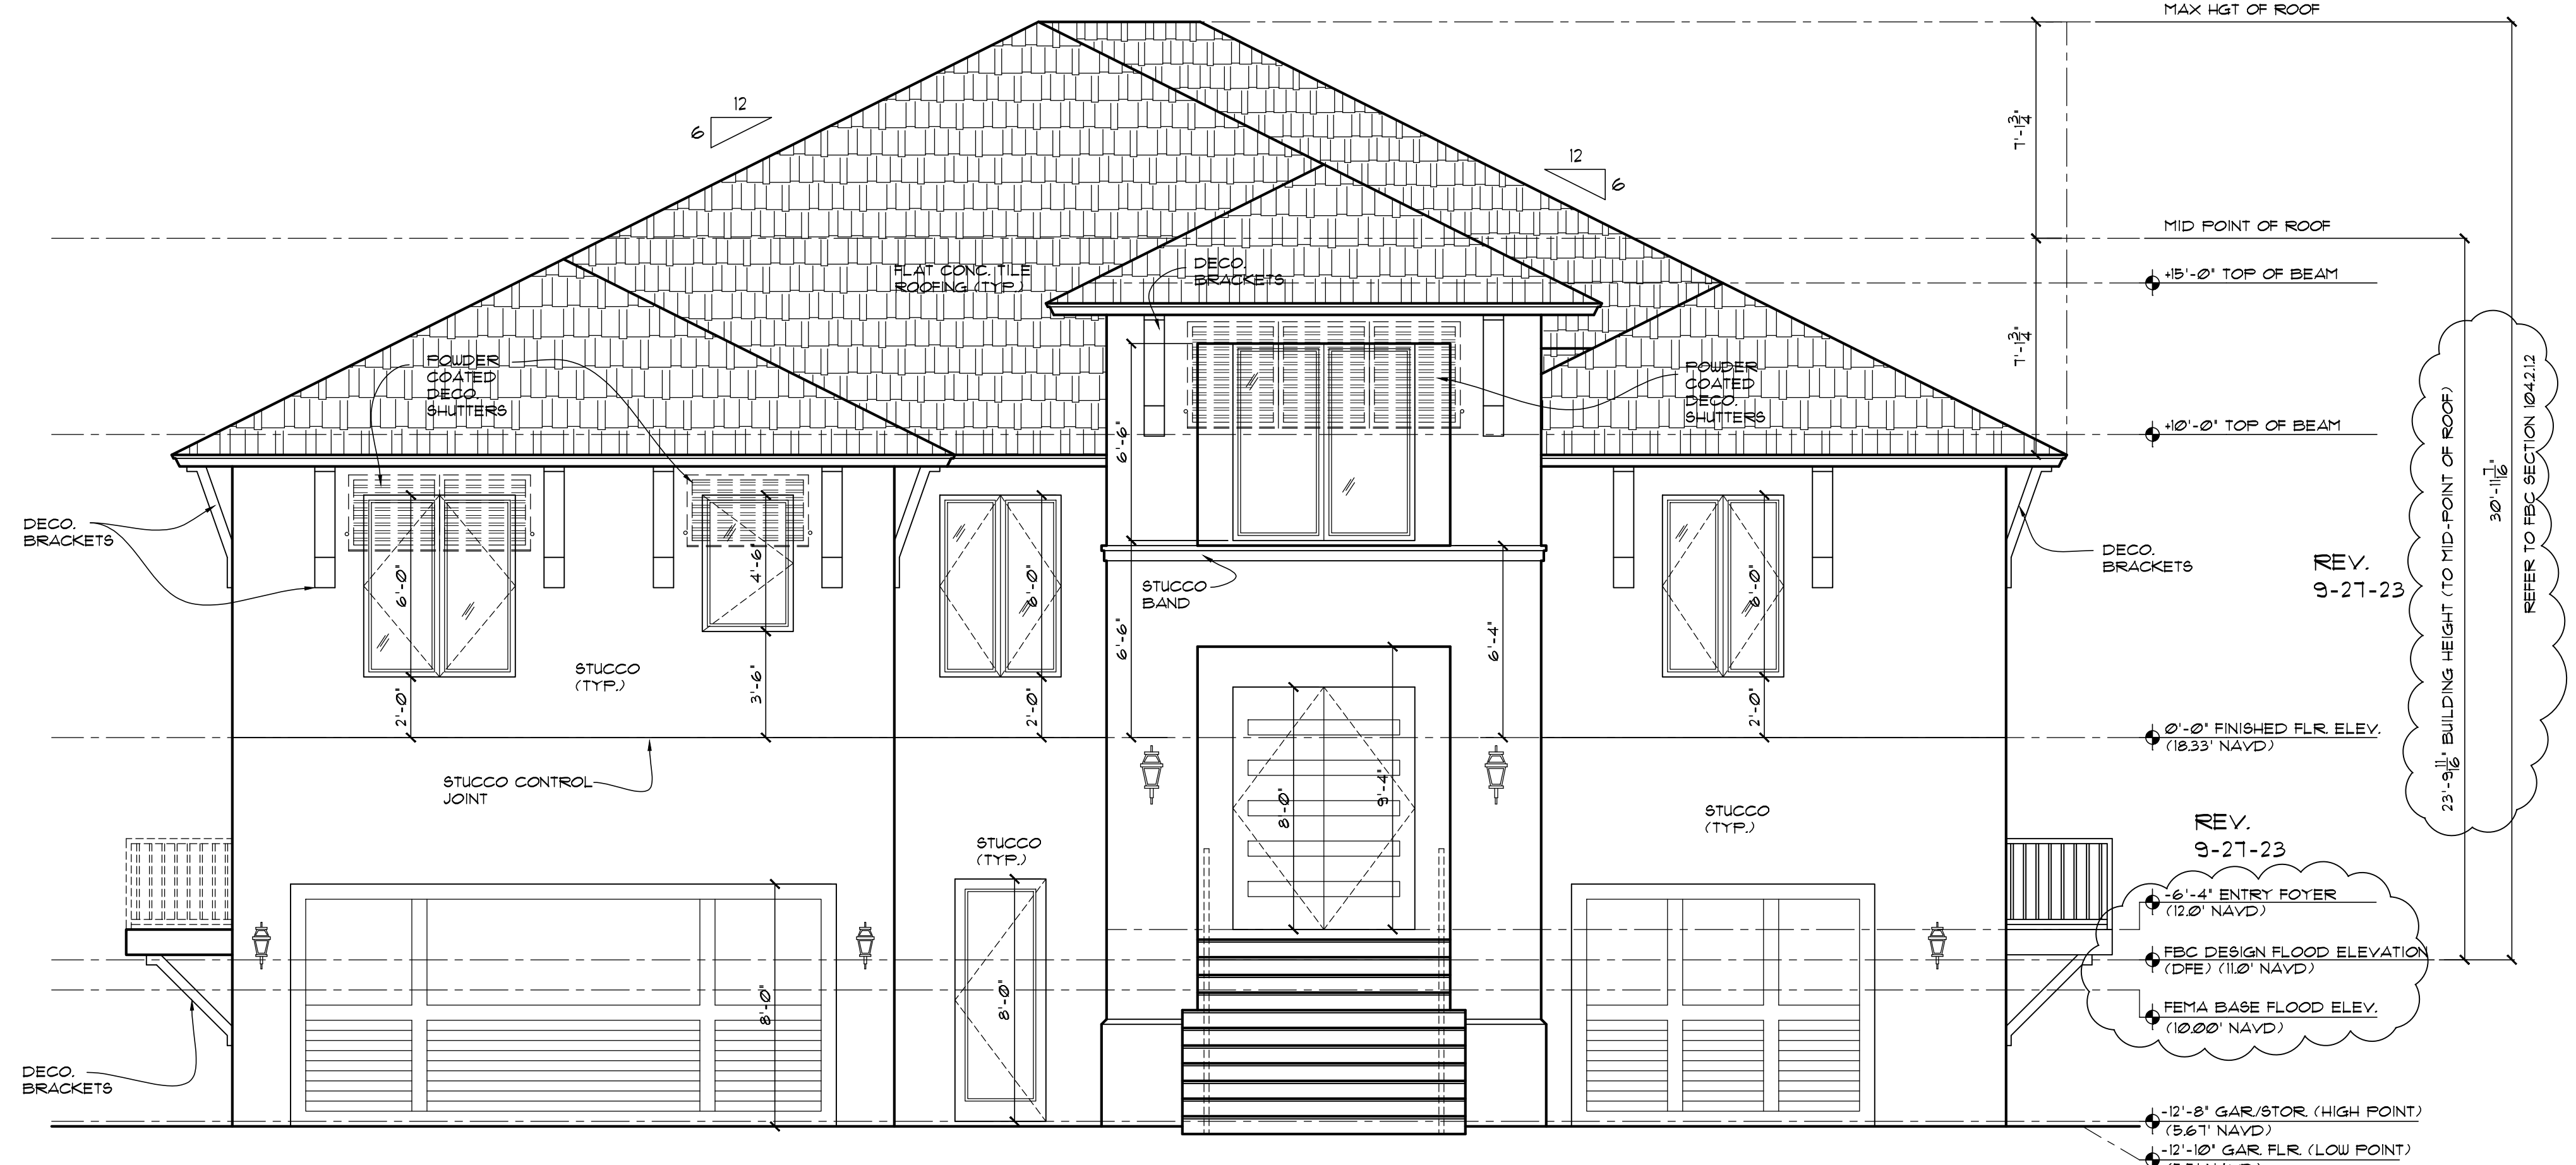 MAX HGT OF ROOF
12
6
7'-1 3/4"
12
6
MID POINT OF ROOF
DECO.
BRACKETS
FLAT CONC. TILE
ROOFING (TYP.)
+15'-0" TOP OF BEAM
7'-1 3/4"
POWDER
COATED
DECO.
SHUTTERS
POWDER
COATED
DECO.
SHUTTERS
+10'-0" TOP OF BEAM
6'-6"
23'-9 11/16" BUILDING HEIGHT (TO MID-POINT OF ROOF)
30'-11 7/16"
REFER TO FBC SECTION 104.2.1.2
DECO.
BRACKETS
6'-0"
4'-6"
6'-0"
6'-0"
DECO.
BRACKETS
REV.
9-27-23
STUCCO
BAND
STUCCO
(TYP.)
6'-6"
6'-4"
2'-0"
3'-6"
2'-0"
2'-0"
0'-0" FINISHED FLR. ELEV.
(18.33' NAVD)
STUCCO CONTROL
JOINT
8'-0"
9'-4"
STUCCO
(TYP.)
REV.
9-27-23
STUCCO
(TYP.)
-6'-4" ENTRY FOYER
(12.0' NAVD)
FBC DESIGN FLOOD ELEVATION
(DFE) (11.0' NAVD)
8'-0"
8'-0"
FEMA BASE FLOOD ELEV.
(10.00' NAVD)
DECO.
BRACKETS
-12'-8" GAR./STOR. (HIGH POINT)
(5.67' NAVD)
-12'-10" GAR. FLR. (LOW POINT)